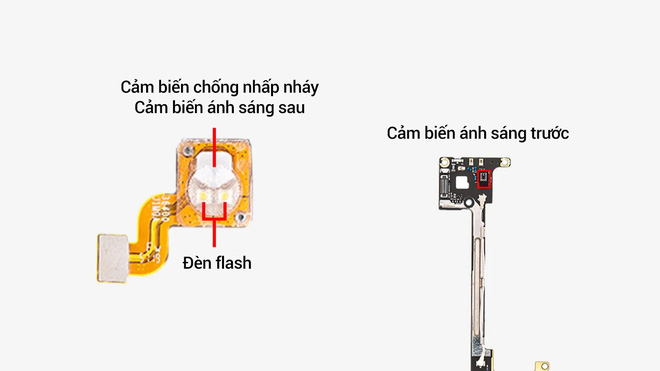 Cảm biến chống nhấp nháy
Cảm biến ánh sáng sau
Cảm biến ánh sáng trước
Đèn flash